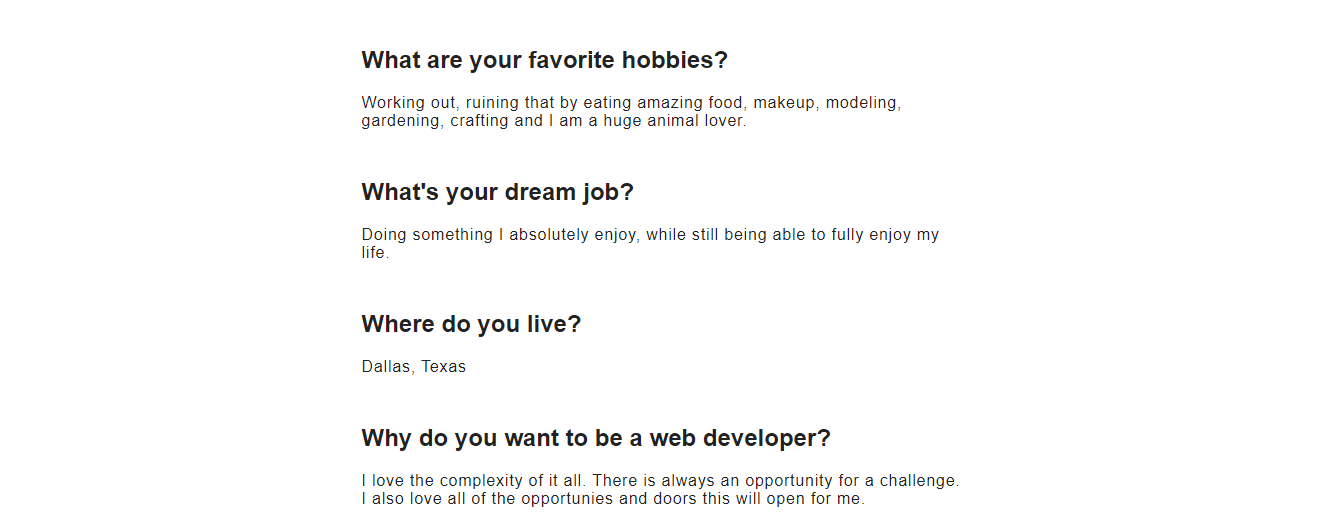 What are your favorite hobbies?
Working out, ruining that by eating amazing food, makeup, modeling,
gardening, crafting and I am a huge animal lover.
What's your dream job?
Doing something I absolutely enjoy, while still being able to fully enjoy my
life.
Where do you live?
Dallas, Texas
Why do you want to be a web developer?
I love the complexity of it all. There is always an opportunity for a challenge.
I also love all of the opportunies and doors this will open for me.